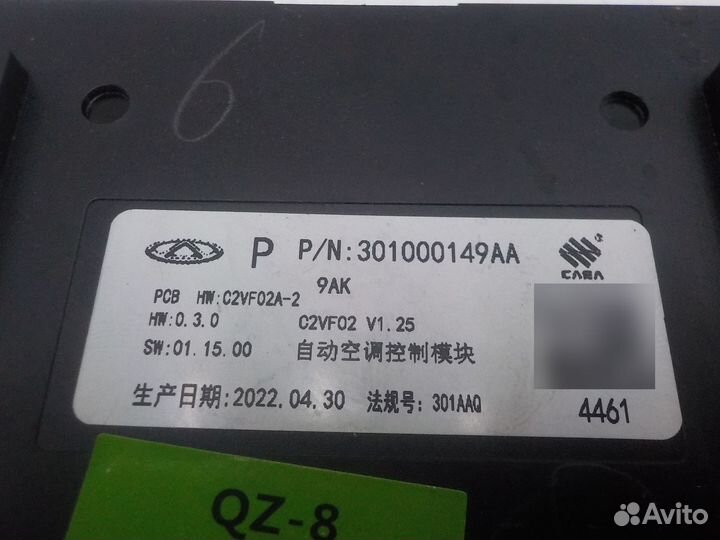 6
P P/N:301000149AA
9AK
PCB HW:C2VF02A-2
HW:0.3.0 C2VF02 V1.25
SW:01.15.00 自动空调控制模块
生产日期:2022.04.30 法规号: 301AAQ
4461
QZ-8
Avito